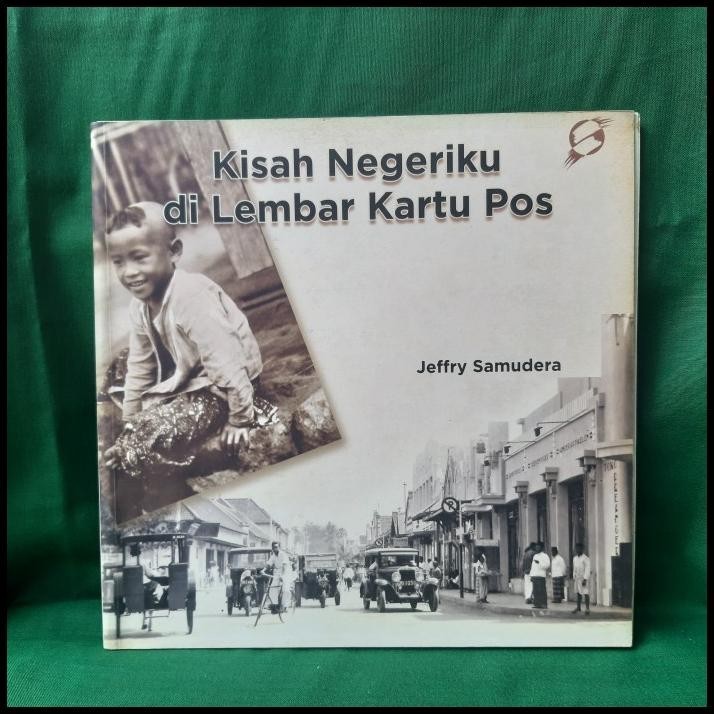 Kisah Negeriku
di Lembar Kartu Pos
Jeffry Samudera